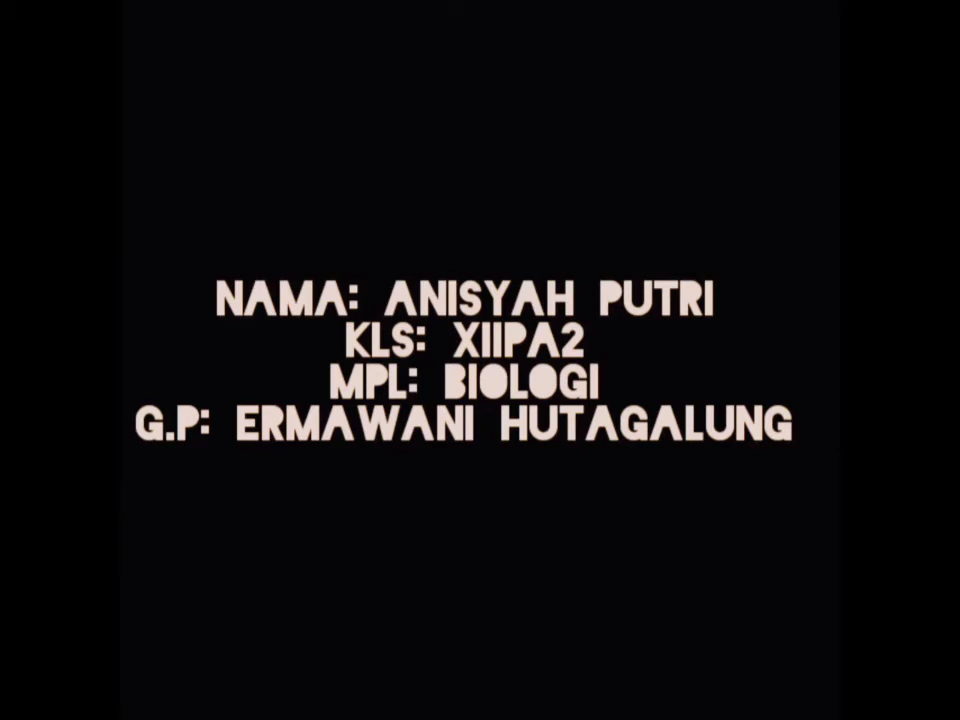 NAMA: ANISYAH PUTRI
KLS: XIIPA2
MPL: BIOLOGI
G.P: ERMAWANI HUTAGALUNG